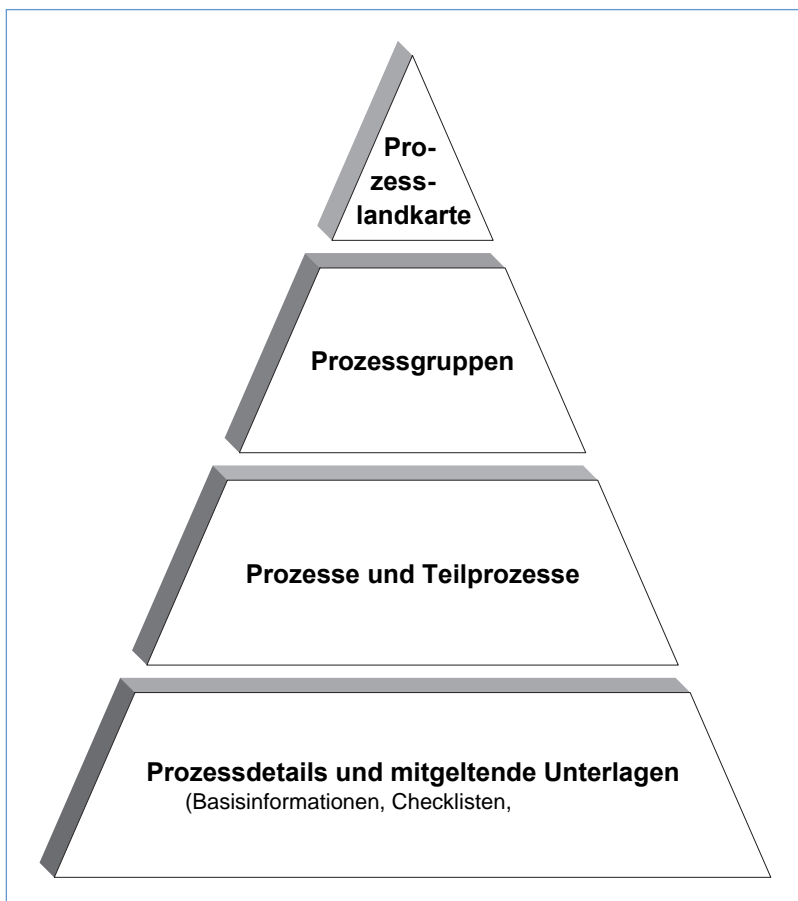 Pro-
zess-
landkarte
Prozessgruppen
Prozesse und Teilprozesse
Prozessdetails und mitgeltende Unterlagen
(Basisinformationen, Checklisten,